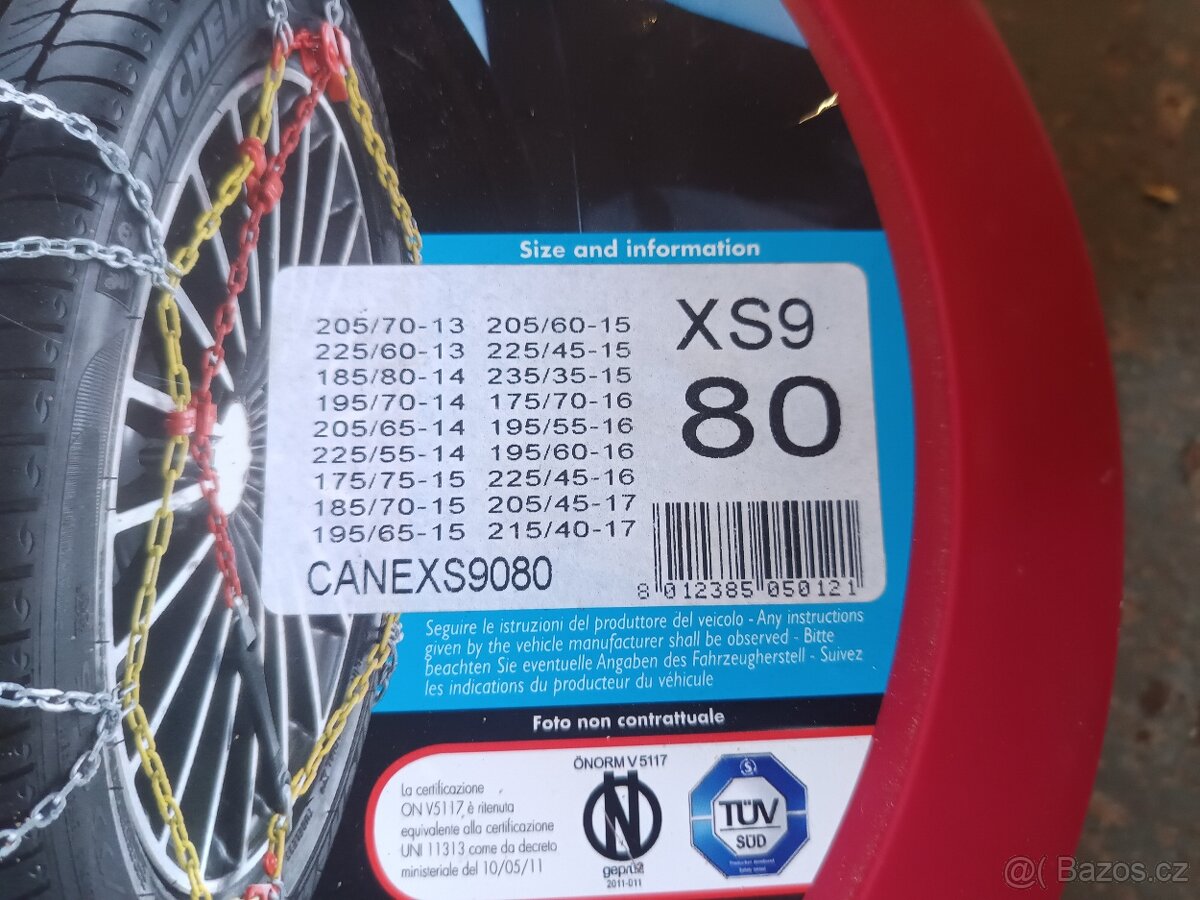 MICHEL
Size and information
205/70-13 205/60-15
225/60-13 225/45-15
185/80-14 235/35-15
195/70-14 175/70-16
205/65-14 195/55-16
225/55-14 195/60-16
175/75-15 225/45-16
185/70-15 205/45-17
195/65-15 215/40-17
XS9
80
CANEXS9080
8 012385 050121
Seguire le istruzioni del produttore del veicolo - Any instructions
given by the vehicle manufacturer shall be observed - Bitte
beachten Sie eventuelle Angaben des Fahrzeugherstell - Suivez
les indications du producteur du véhicule
Foto non contrattuale
La certificazione
ON V5117, è ritenuta
equivalente alla certificazione
UNI 11313 come da decreto
ministeriale del 10/05/11
ÖNORM V 5117
N
geprüft
2011-011
S
TÜV
SÜD
@( Bazos.cz